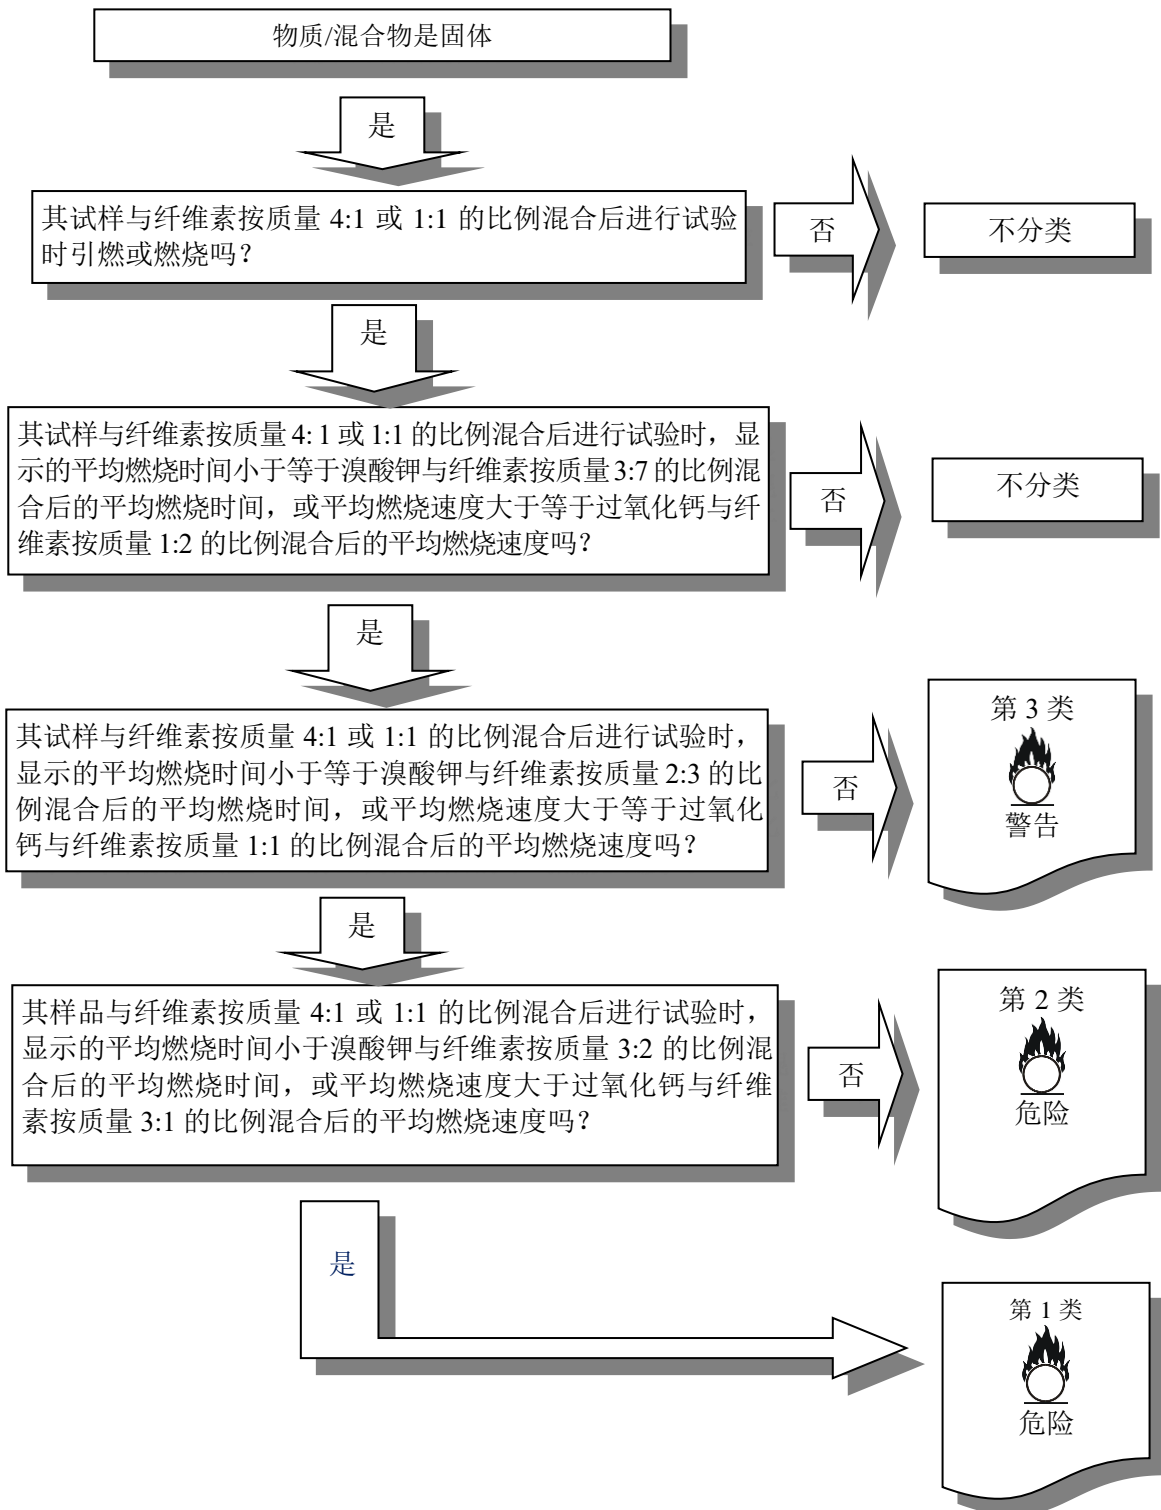 物质/混合物是固体
是
其试样与纤维素按质量 4:1 或 1:1 的比例混合后进行试验
时引燃或燃烧吗？
否
不分类
是
其试样与纤维素按质量 4: 1 或 1:1 的比例混合后进行试验时，显
示的平均燃烧时间小于等于溴酸钾与纤维素按质量 3:7 的比例混
合后的平均燃烧时间，或平均燃烧速度大于等于过氧化钙与纤
维素按质量 1:2 的比例混合后的平均燃烧速度吗？
否
不分类
是
其试样与纤维素按质量 4:1 或 1:1 的比例混合后进行试验时，
显示的平均燃烧时间小于等于溴酸钾与纤维素按质量 2:3 的比
例混合后的平均燃烧时间，或平均燃烧速度大于等于过氧化
钙与纤维素按质量 1:1 的比例混合后的平均燃烧速度吗？
否
第 3 类
警告
是
其样品与纤维素按质量 4:1 或 1:1 的比例混合后进行试验时，
显示的平均燃烧时间小于溴酸钾与纤维素按质量 3:2 的比例混
合后的平均燃烧时间，或平均燃烧速度大于过氧化钙与纤维
素按质量 3:1 的比例混合后的平均燃烧速度吗？
否
第 2 类
危险
是
第 1 类
危险